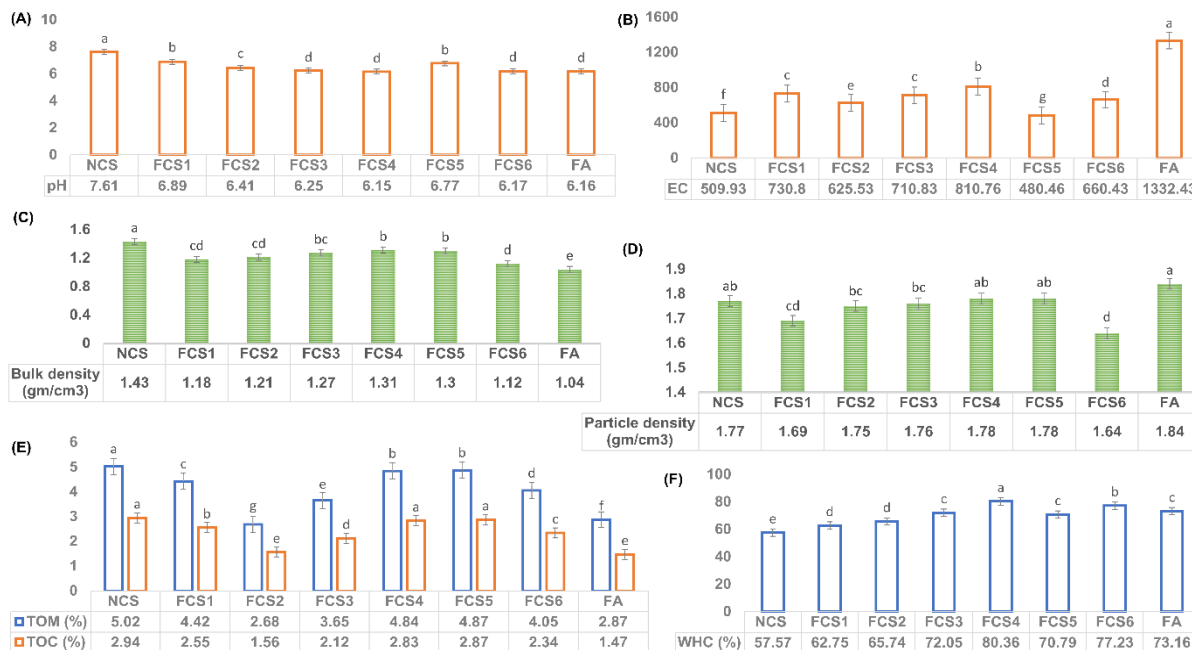 (A)
10
8
6
4
2
0
a
b
c
d
d
b
d
d
NCS FCS1 FCS2 FCS3 FCS4 FCS5 FCS6 FA
pH 7.61 6.89 6.41 6.25 6.15 6.77 6.17 6.16
(B)
1600
1200
800
400
0
f
c
e
c
b
g
d
a
NCS FCS1 FCS2 FCS3 FCS4 FCS5 FCS6 FA
EC 509.93 730.8 625.53 710.83 810.76 480.46 660.43 1332.43
(C)
1.6
1.2
0.8
0.4
0
a
cd
cd
bc
b
b
d
e
NCS FCS1 FCS2 FCS3 FCS4 FCS5 FCS6 FA
Bulk density
(gm/cm3)
1.43 1.18 1.21 1.27 1.31 1.3 1.12 1.04
(D)
1.9
1.8
1.7
1.6
1.5
1.4
ab
cd
bc
bc
ab
ab
d
a
NCS FCS1 FCS2 FCS3 FCS4 FCS5 FCS6 FA
Particle density
(gm/cm3)
1.77 1.69 1.75 1.76 1.78 1.78 1.64 1.84
(E)
6
5
4
3
2
1
0
a
a
c
b
g
e
e
d
b
a
b
a
d
c
f
e
NCS FCS1 FCS2 FCS3 FCS4 FCS5 FCS6 FA
TOM (%) 5.02 4.42 2.68 3.65 4.84 4.87 4.05 2.87
TOC (%) 2.94 2.55 1.56 2.12 2.83 2.87 2.34 1.47
(F)
100
80
60
40
20
0
e
d
d
c
a
c
b
c
NCS FCS1 FCS2 FCS3 FCS4 FCS5 FCS6 FA
WHC (%) 57.57 62.75 65.74 72.05 80.36 70.79 77.23 73.16